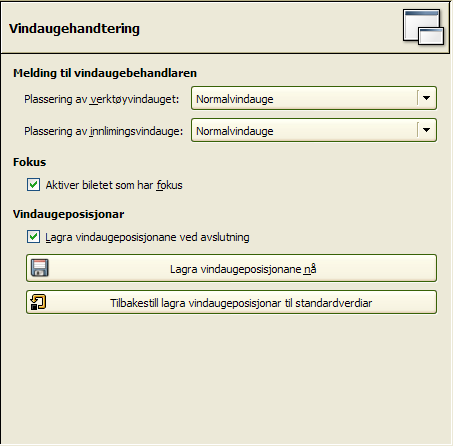 Vindaugehandtering
Melding til vindaugebehandlaren
Plassering av verktøyvindauget: Normalvindauge
Plassering av innlimingsvindauge: Normalvindauge
Fokus
Aktiver biletet som har fokus
Vindaugeposisjonar
Lagra vindaugeposisjonane ved avslutning
Lagra vindaugeposisjonane nå
Tilbakestill lagra vindaugeposisjonar til standardverdiar